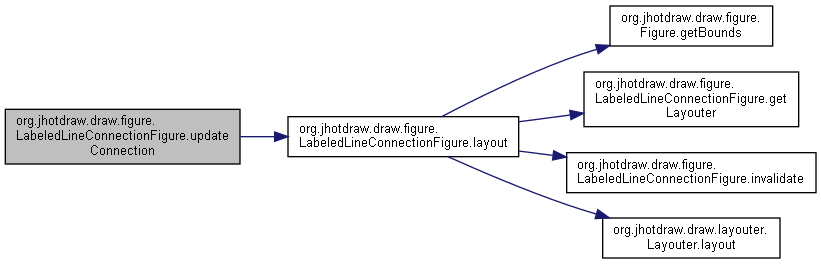 org.jhotdraw.draw.figure.
LabeledLineConnectionFigure.update
Connection
org.jhotdraw.draw.figure.
LabeledLineConnectionFigure.layout
org.jhotdraw.draw.figure.
Figure.getBounds
org.jhotdraw.draw.figure.
LabeledLineConnectionFigure.get
Layouter
org.jhotdraw.draw.figure.
LabeledLineConnectionFigure.invalidate
org.jhotdraw.draw.layouter.
Layouter.layout